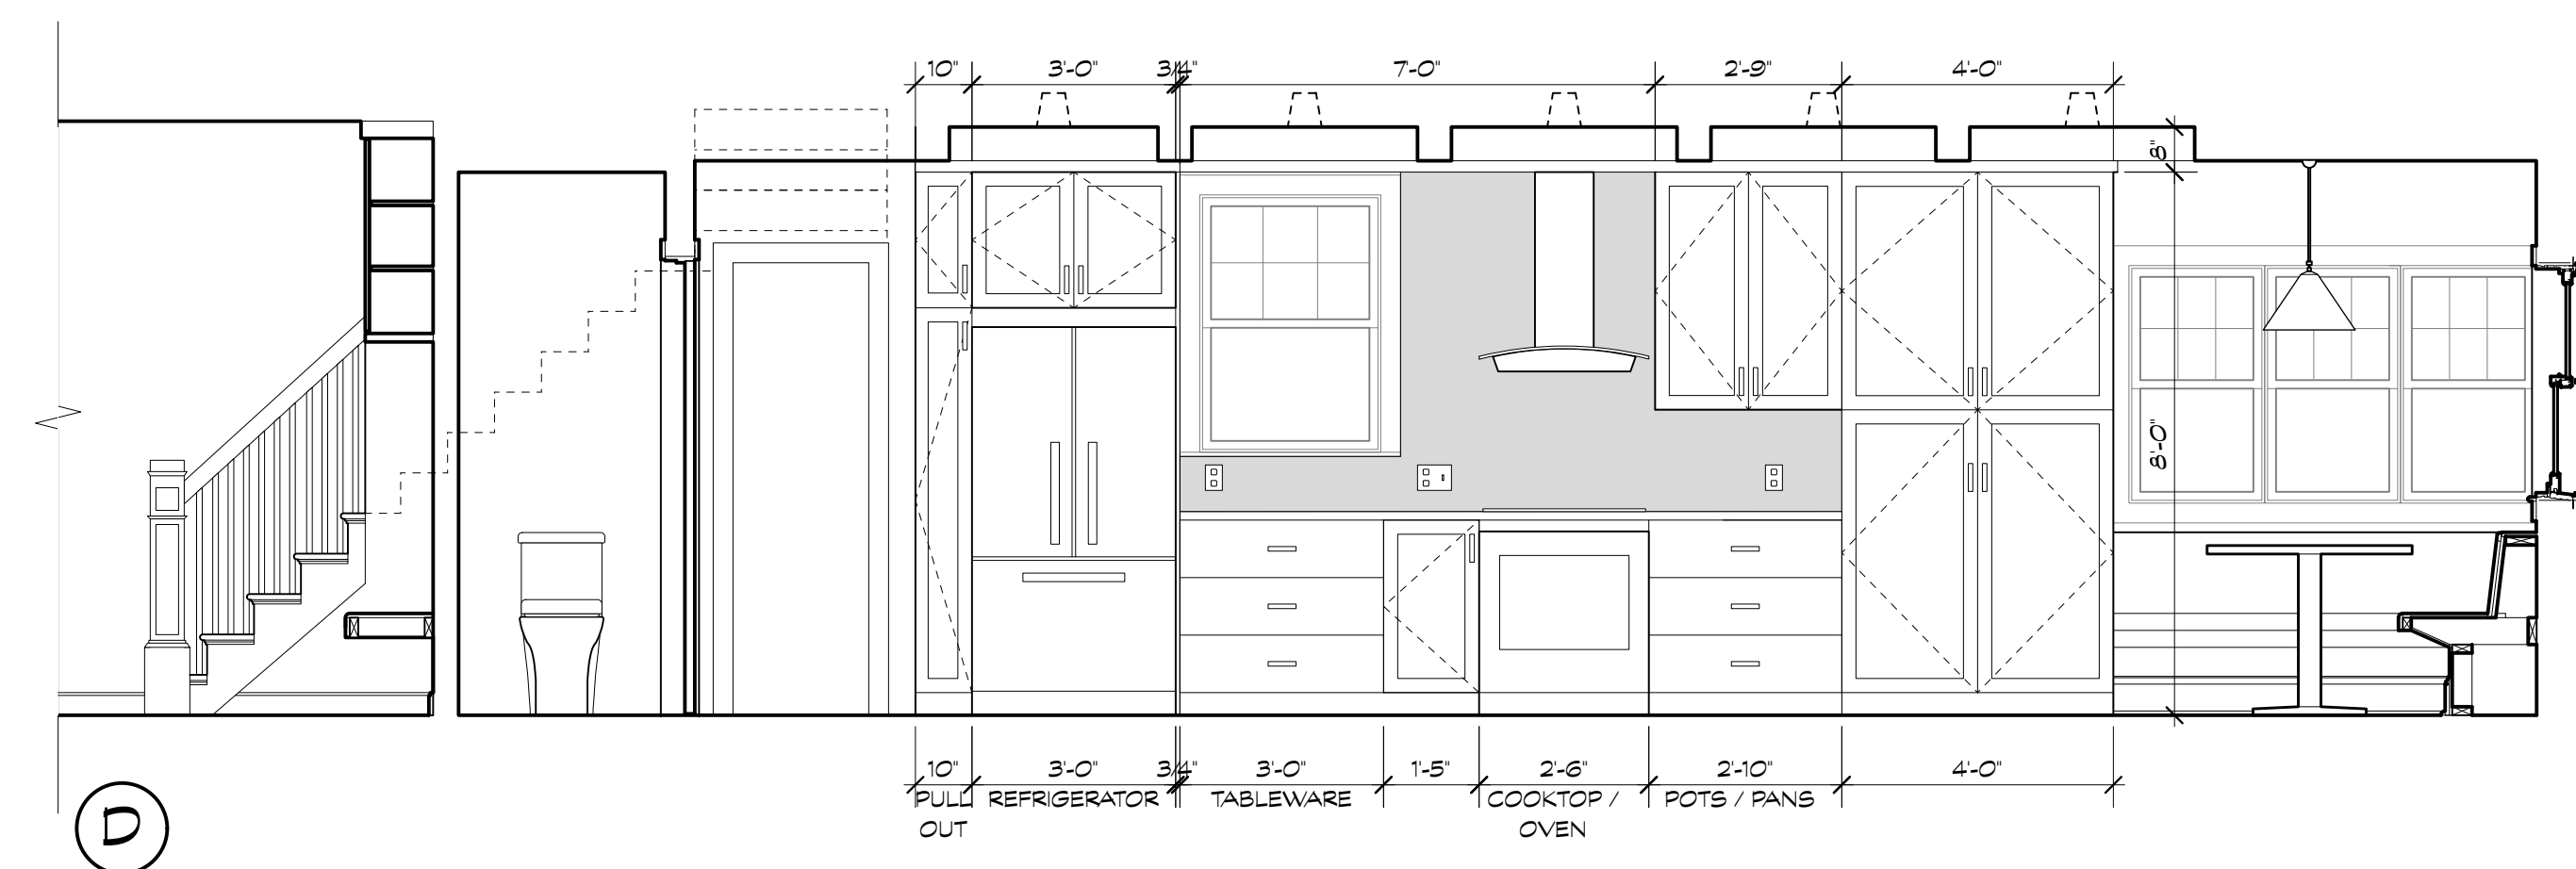 10" 3'-0" 3/4" 7'-0" 2'-9" 4'-0"
8"
8'-0"
10" 3'-0" 3/4" 3'-0" 1'-5" 2'-6" 2'-10" 4'-0"
PULL REFRIGERATOR TABLEWARE COOKTOP / POTS / PANS
OUT OVEN
D